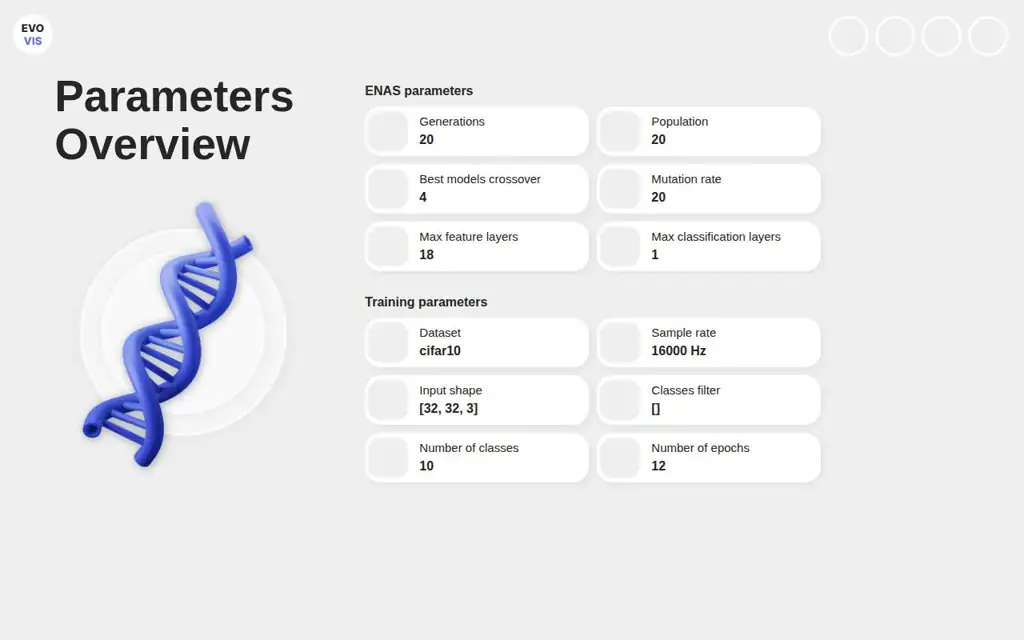 EVO
ViS
Parameters
Overview
ENAS parameters
Generations
20
Population
20
Best models crossover
4
Mutation rate
20
Max feature layers
18
Max classification layers
1
Training parameters
Dataset
cifar10
Sample rate
16000 Hz
Input shape
[32, 32, 3]
Classes filter
[]
Number of classes
10
Number of epochs
12